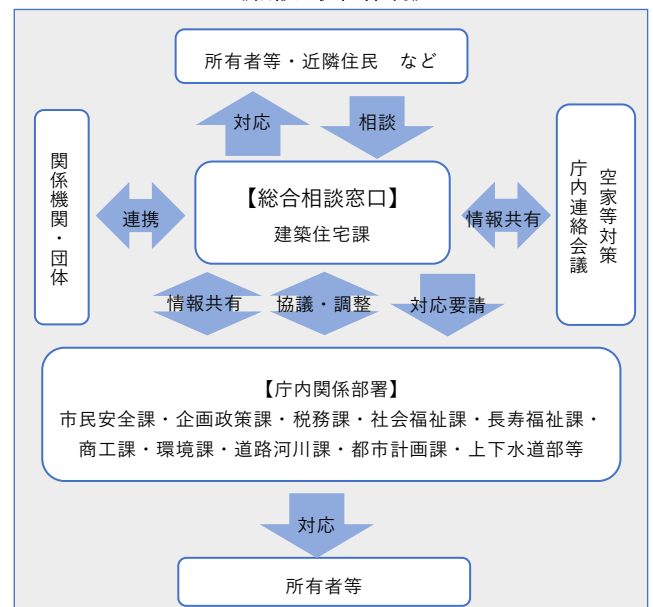 所有者等・近隣住民 など
対応
相談
関係機関・団体
連携
【総合相談窓口】
建築住宅課
情報共有
空家等対策
庁内連絡会議
情報共有
協議・調整
対応要請
【庁内関係部署】
市民安全課・企画政策課・税務課・社会福祉課・長寿福祉課・
商工課・環境課・道路河川課・都市計画課・上下水道部等
対応
所有者等